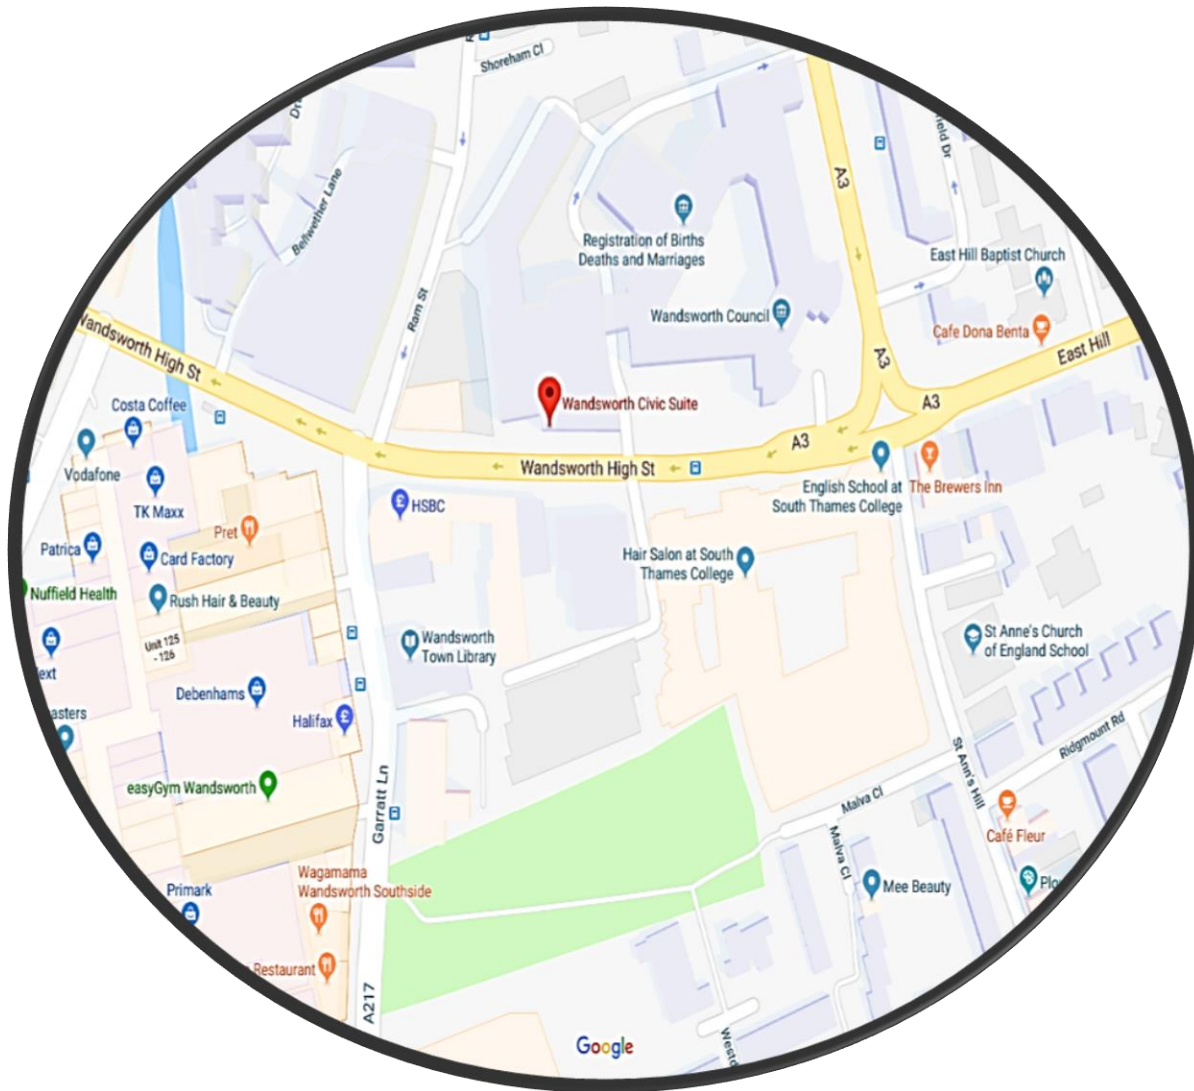 Shoreham Cl
Bellwether Lane
Ram St
A3
Registration of Births
Deaths and Marriages
East Hill Baptist Church
Wandsworth Council
Cafe Dona Benta
A3
East Hill
Wandsworth High St
Costa Coffee
Wandsworth Civic Suite
A3
A3
Vodafone
Wandsworth High St
TK Maxx
HSBC
English School at
South Thames College
The Brewers Inn
Pret
Patrica
Card Factory
Hair Salon at South
Thames College
Nuffield Health
Rush Hair & Beauty
Unit 125
- 126
Wandsworth
Town Library
St Anne's Church
of England School
Debenhams
Halifax
easyGym Wandsworth
Garratt Ln
St Ann's Hill
Ridgmount Rd
Malva Cl
Malva Cl
Café Fleur
Wagamama
Wandsworth Southside
Primark
Mee Beauty
Restaurant
A217
Google